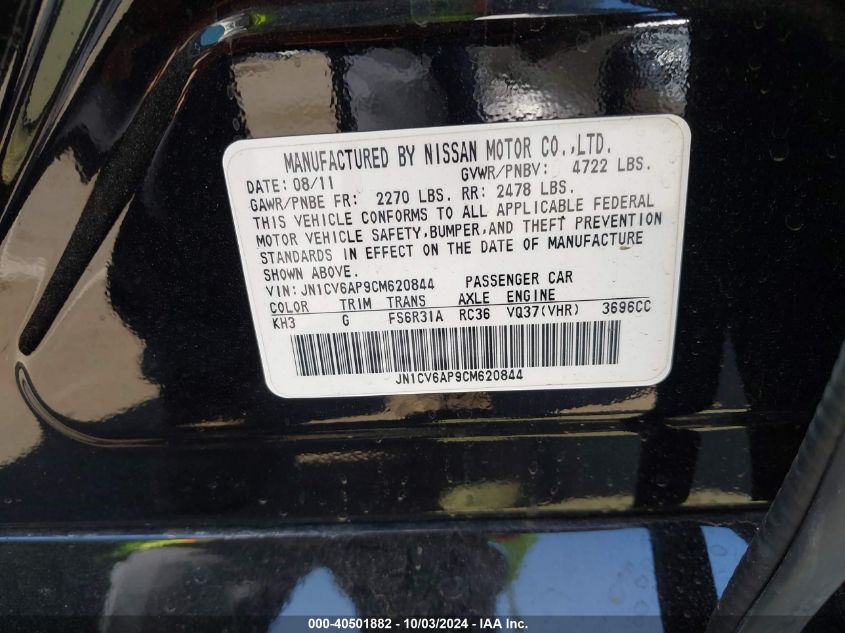 MANUFACTURED BY NISSAN MOTOR CO.,LTD.
DATE: 08/11 GVWR/PNBV: 4722 LBS.
GAWR/PNBE FR: 2270 LBS. RR: 2478 LBS.
THIS VEHICLE CONFORMS TO ALL APPLICABLE FEDERAL
MOTOR VEHICLE SAFETY,BUMPER,AND THEFT PREVENTION
STANDARDS IN EFFECT ON THE DATE OF MANUFACTURE
SHOWN ABOVE.
VIN: JN1CV6AP9CM620844 PASSENGER CAR
COLOR TRIM TRANS AXLE ENGINE
KH3 G FS6R31A RC36 VQ37(VHR) 3696CC
JN1CV6AP9CM620844
000-40501882 - 10/03/2024 - IAA Inc.